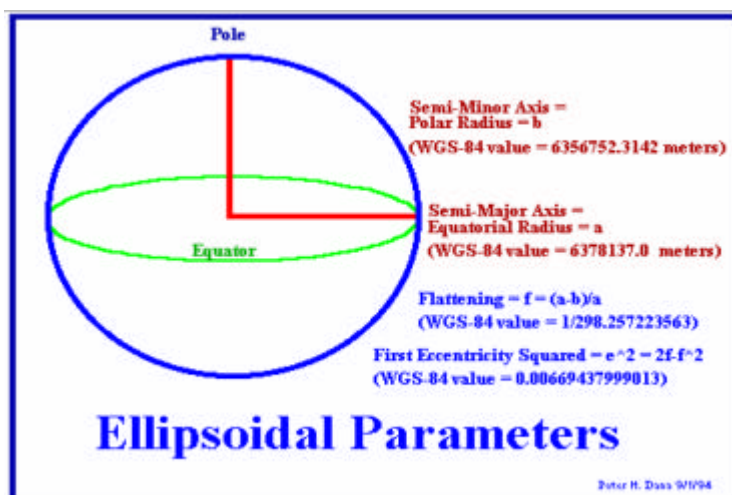 Pole
Semi-Minor Axis =
Polar Radius = b
(WGS-84 value = 6356752.3142 meters)
Semi-Major Axis =
Equatorial Radius = a
(WGS-84 value = 6378137.0 meters)
Equator
Flattening = f = (a-b)/a
(WGS-84 value = 1/298.257223563)
First Eccentricity Squared = e^2 = 2f-f^2
(WGS-84 value = 0.00669437999013)
Ellipsoidal Parameters
Peter H. Dana 9/1/94